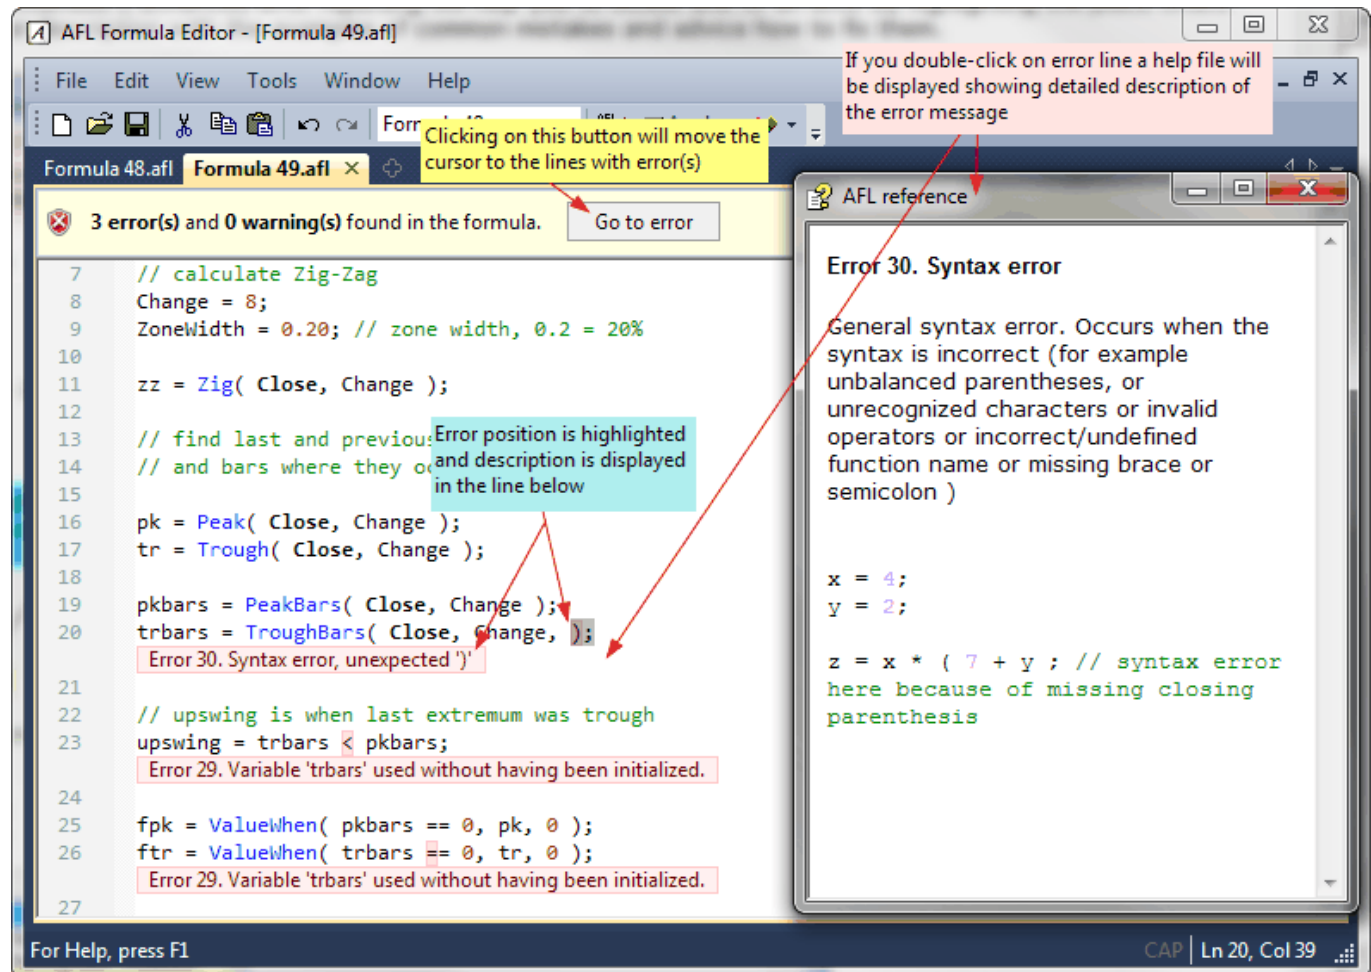 common mistakes and advice how to fix them.
AFL Formula Editor - [Formula 49.afl]
If you double-click on error line a help file will
be displayed showing detailed description of
the error message
File Edit View Tools Window Help
Clicking on this button will move the
cursor to the lines with error(s)
Formula 48.afl Formula 49.afl
3 error(s) and 0 warning(s) found in the formula. Go to error
7 // calculate Zig-Zag
8 Change = 8;
9 ZoneWidth = 0.20; // zone width, 0.2 = 20%
10
11 zz = Zig( Close, Change );
12
13 // find last and previous
14 // and bars where they
Error position is highlighted
and description is displayed
in the line below
15
16 pk = Peak( Close, Change );
17 tr = Trough( Close, Change );
18
19 pkbars = PeakBars( Close, Change );
20 trbars = TroughBars( Close, Change, );
Error 30. Syntax error, unexpected ')'
21
22 // upswing is when last extremum was trough
23 upswing = trbars < pkbars;
Error 29. Variable 'trbars' used without having been initialized.
24
25 fpk = ValueWhen( pkbars == 0, pk, 0 );
26 ftr = ValueWhen( trbars == 0, tr, 0 );
Error 29. Variable 'trbars' used without having been initialized.
27
AFL reference
Error 30. Syntax error
General syntax error. Occurs when the
syntax is incorrect (for example
unbalanced parentheses, or
unrecognized characters or invalid
operators or incorrect/undefined
function name or missing brace or
semicolon )
x = 4;
y = 2;
z = x * ( 7 + y ; // syntax error
here because of missing closing
parenthesis
For Help, press F1
CAP Ln 20, Col 39